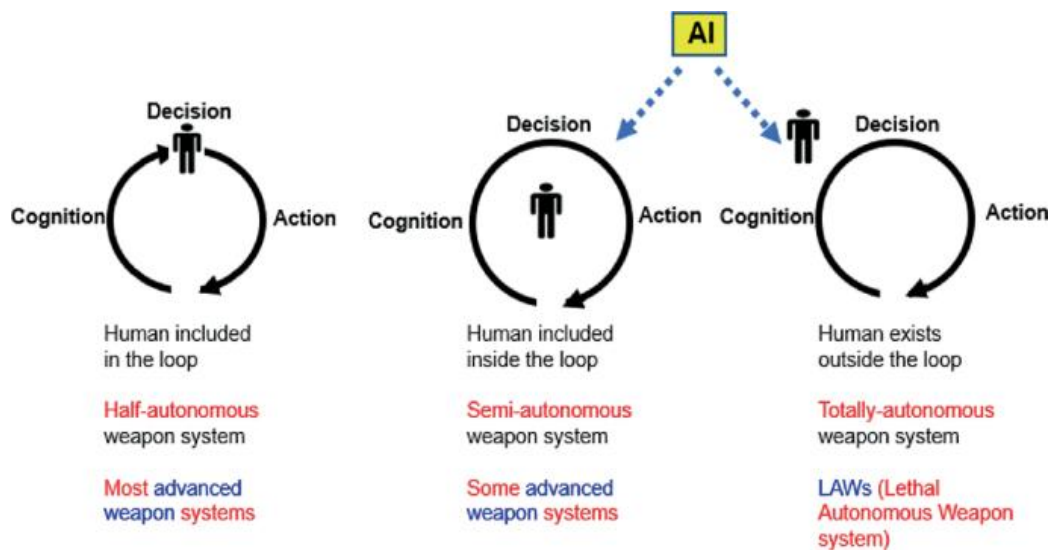 AI
Decision
Cognition
Action
Human included
in the loop
Half-autonomous
weapon system
Most advanced
weapon systems
Decision
Cognition
Action
Human included
inside the loop
Semi-autonomous
weapon system
Some advanced
weapon systems
Decision
Cognition
Action
Human exists
outside the loop
Totally-autonomous
weapon system
LAWs (Lethal
Autonomous Weapon
system)